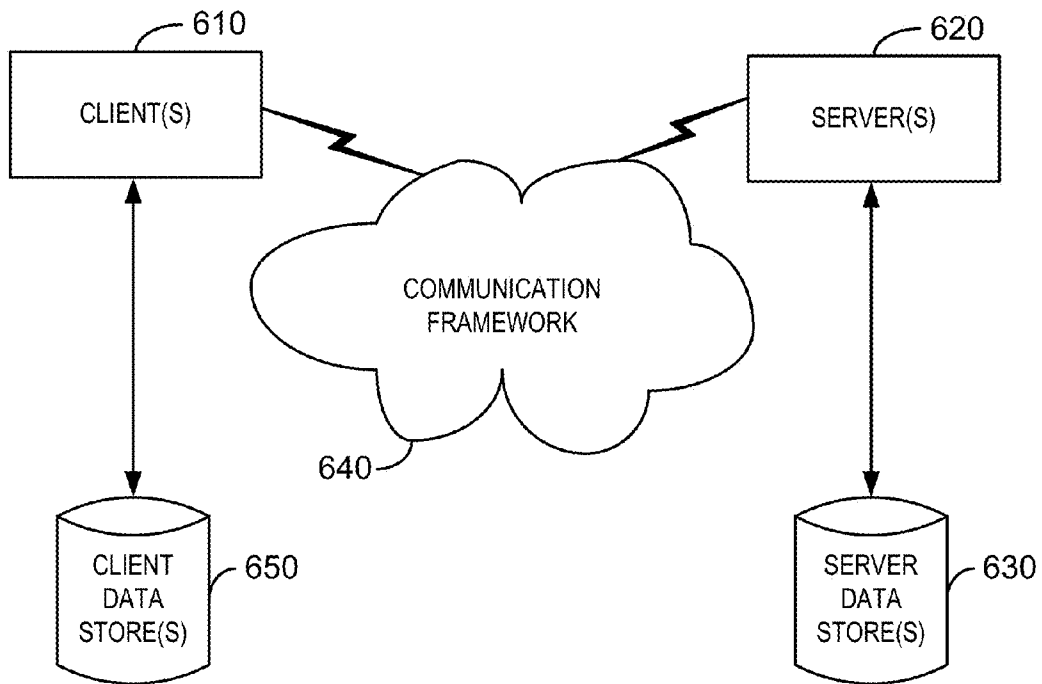 610
620
CLIENT(S)
SERVER(S)
COMMUNICATION
FRAMEWORK
640
CLIENT
DATA
STORE(S)
650
SERVER
DATA
STORE(S)
630